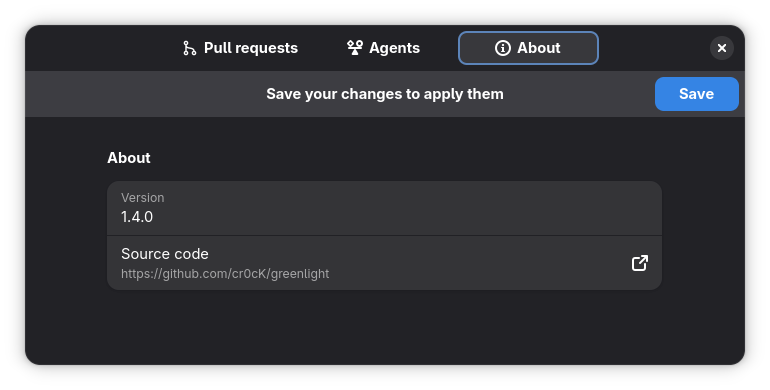 Pull requests
Agents
About
Save your changes to apply them
Save
About
Version
1.4.0
Source code
https://github.com/cr0cK/greenlight